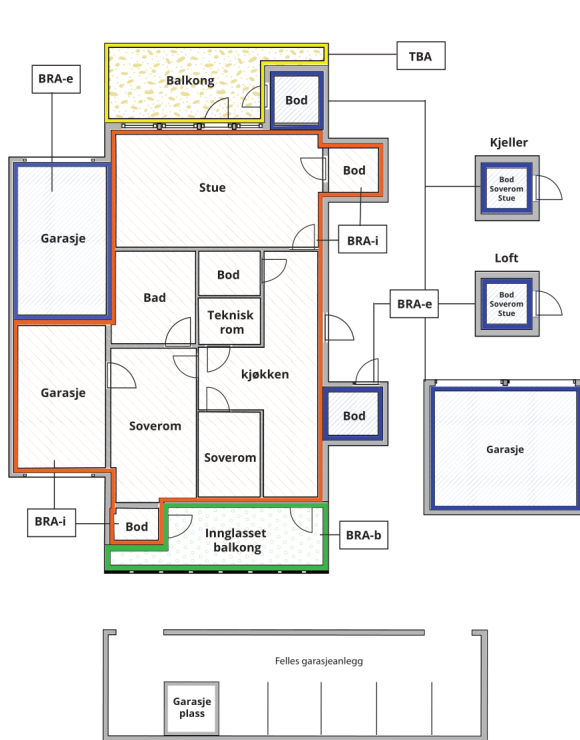 TBA
BRA-e
Balkong
Bod
Kjeller
Stue
Bod
Bod
Soverom
Stue
Garasje
BRA-i
Loft
Bod
Bad
Teknisk
rom
BRA-e
Bod
Soverom
Stue
kjøkken
Garasje
Bod
Soverom
Soverom
Garasje
BRA-i
Bod
Innglasset
balkong
BRA-b
Felles garasjeanlegg
Garasje
plass